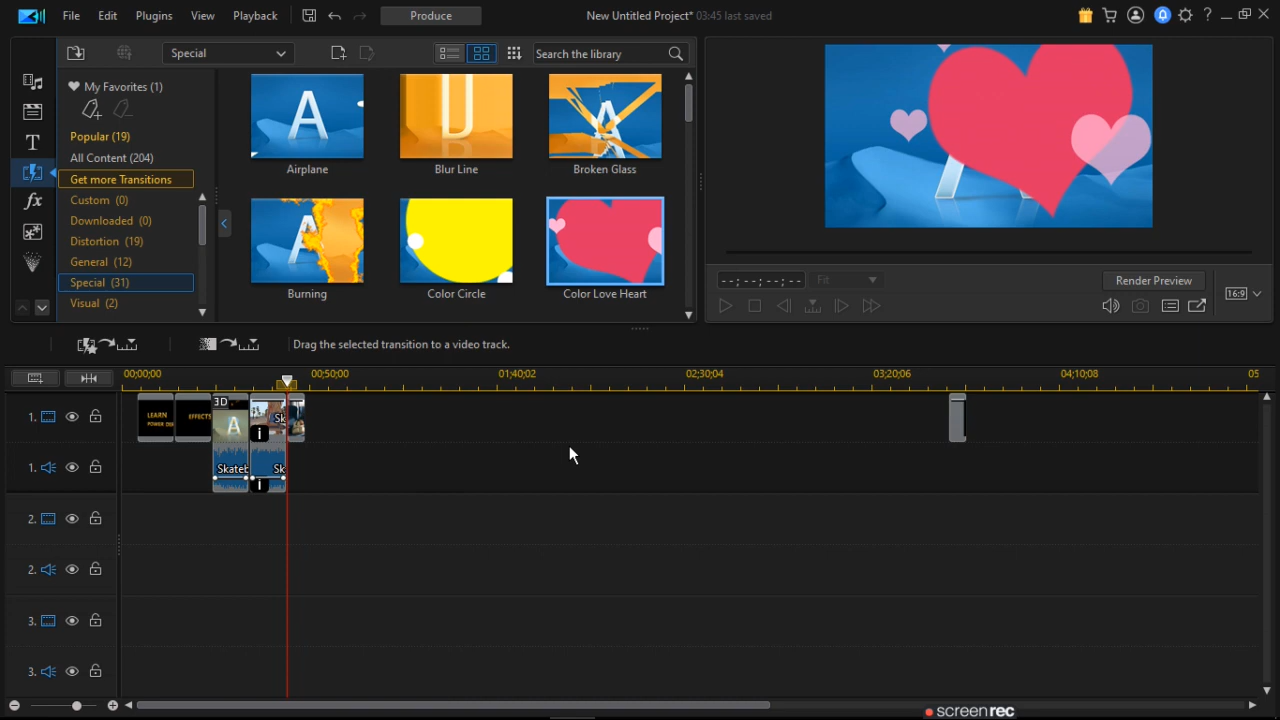 File Edit Plugins View Playback Produce New Untitled Project* 03:45 last saved
Special Search the library
My Favorites (1)
Popular (19)
All Content (204)
Get more Transitions
Custom (0)
Downloaded (0)
Distortion (19)
General (12)
Special (31)
Visual (2)
Airplane Blur Line Broken Glass
Burning Color Circle Color Love Heart
--;--;--;-- Fit Render Preview
16:9
Drag the selected transition to a video track.
00;00;00 00;50;00 01;40;02 02;30;04 03;20;06 04;10;08 05
1. LEARN EFFECTS 3D A Sk i
1. Skateb Sk i
2.
2.
3.
3.
screenrec